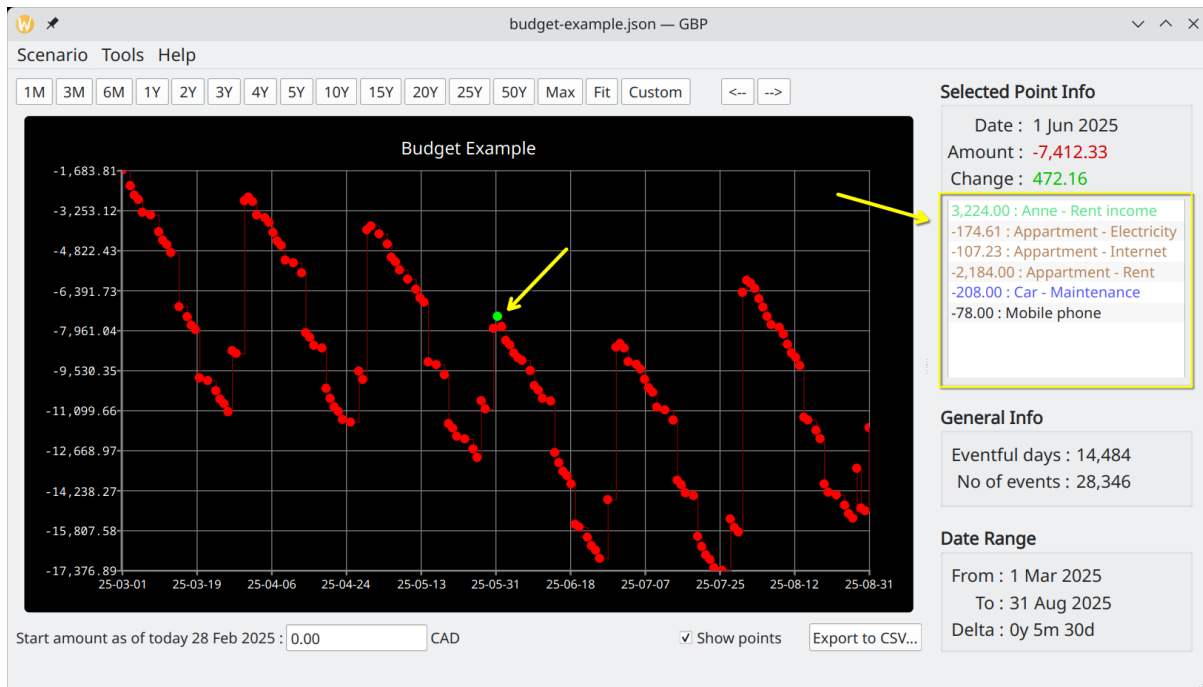 budget-example.json — GBP
Scenario Tools Help
1M 3M 6M 1Y 2Y 3Y 4Y 5Y 10Y 15Y 20Y 25Y 50Y Max Fit Custom <-- -->
Budget Example
-1,683.81
-3,253.12
-4,822.43
-6,391.73
-7,961.04
-9,530.35
-11,099.66
-12,668.97
-14,238.27
-15,807.58
-17,376.89
25-03-01 25-03-19 25-04-06 25-04-24 25-05-13 25-05-31 25-06-18 25-07-07 25-07-25 25-08-12 25-08-31
Start amount as of today 28 Feb 2025 : 0.00 CAD
Show points
Export to CSV...
Selected Point Info
Date : 1 Jun 2025
Amount : -7,412.33
Change : 472.16
3,224.00 : Anne - Rent income
-174.61 : Appartment - Electricity
-107.23 : Appartment - Internet
-2,184.00 : Appartment - Rent
-208.00 : Car - Maintenance
-78.00 : Mobile phone
General Info
Eventful days : 14,484
No of events : 28,346
Date Range
From : 1 Mar 2025
To : 31 Aug 2025
Delta : 0y 5m 30d